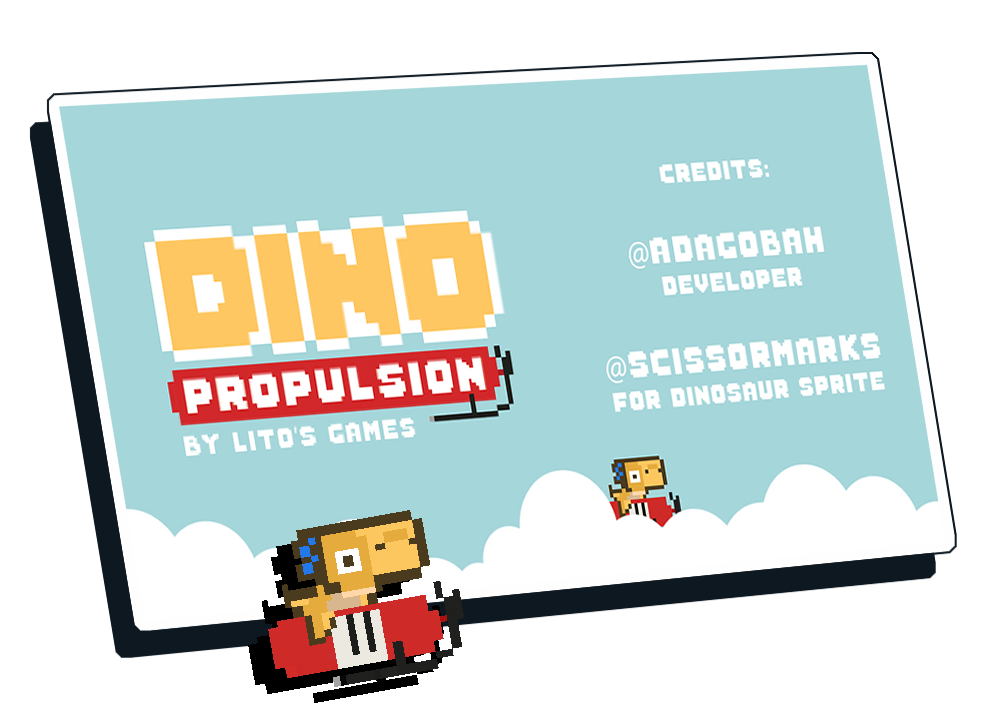 DINO
PROPULSION
BY LITO'S GAMES
CREDITS:
@ADAGOBAH
DEVELOPER
@SCISSORMARKS
FOR DINOSAUR SPRITE